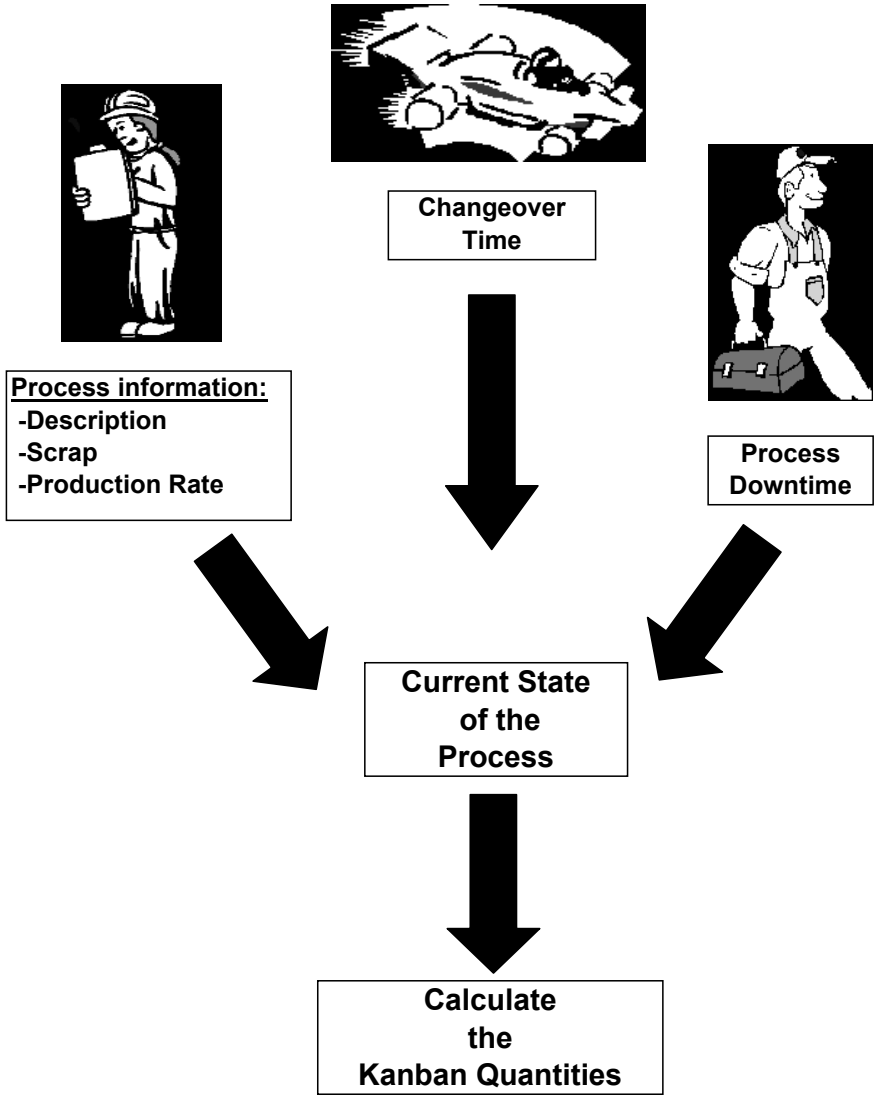 Changeover
Time
Process information:
-Description
-Scrap
-Production Rate
Process
Downtime
Current State
of the
Process
Calculate
the
Kanban Quantities